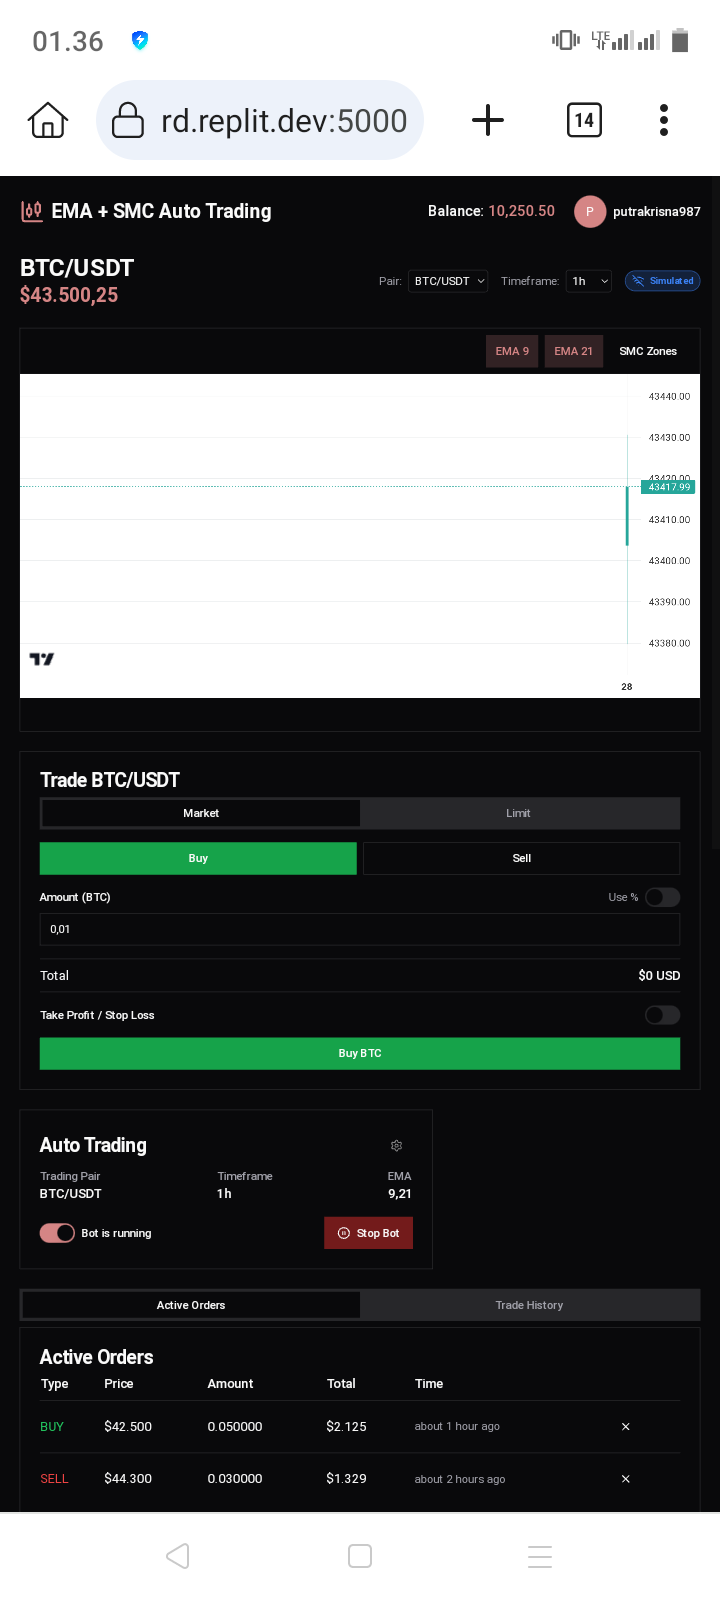 01.36
LTE
rd.replit.dev:5000
14
EMA + SMC Auto Trading
Balance: 10,250.50
P
putrakrisna987
BTC/USDT
$43.500,25
Pair: BTC/USDT
Timeframe: 1h
Simulated
EMA 9
EMA 21
SMC Zones
43440.00
43430.00
43420.00
43417.99
43410.00
43400.00
43390.00
43380.00
28
Trade BTC/USDT
Market
Limit
Buy
Sell
Amount (BTC)
Use %
0,01
Total
$0 USD
Take Profit / Stop Loss
Buy BTC
Auto Trading
Trading Pair Timeframe EMA
BTC/USDT 1h 9,21
Bot is running
Stop Bot
Active Orders
Trade History
Active Orders
Type Price Amount Total Time
BUY $42.500 0.050000 $2.125 about 1 hour ago
SELL $44.300 0.030000 $1.329 about 2 hours ago